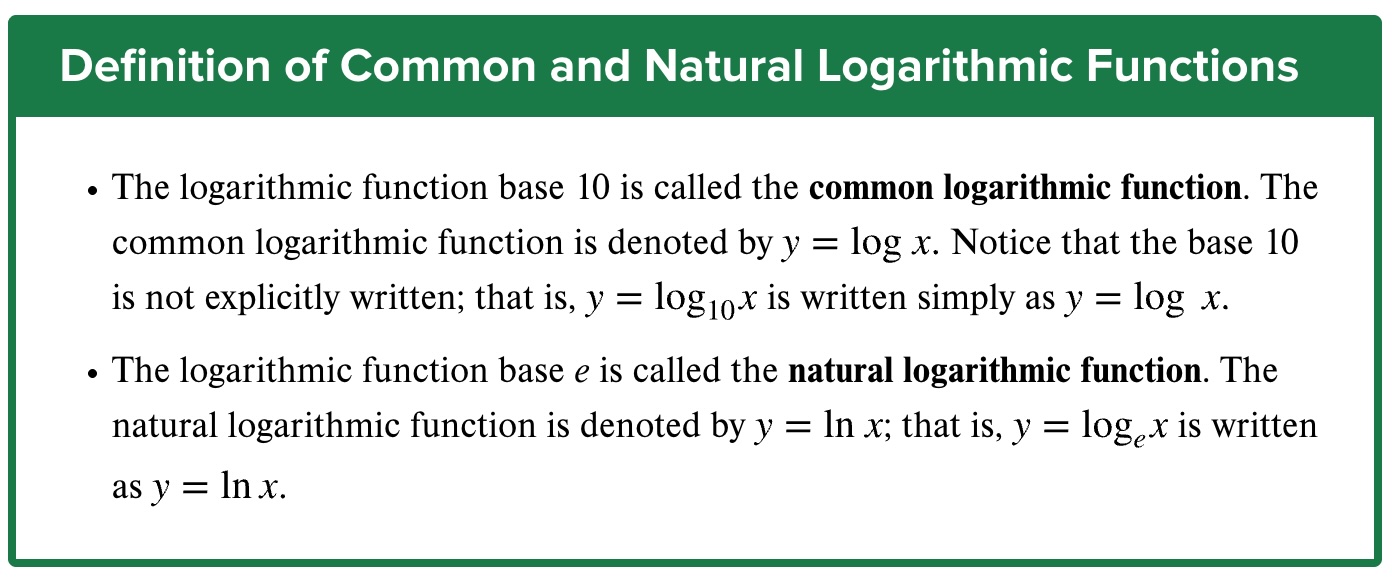 Definition of Common and Natural Logarithmic Functions
• The logarithmic function base 10 is called the common logarithmic function. The
common logarithmic function is denoted by y = log x. Notice that the base 10
is not explicitly written; that is, y = log₁₀x is written simply as y = log x.
• The logarithmic function base e is called the natural logarithmic function. The
natural logarithmic function is denoted by y = ln x; that is, y = logₑx is written
as y = ln x.